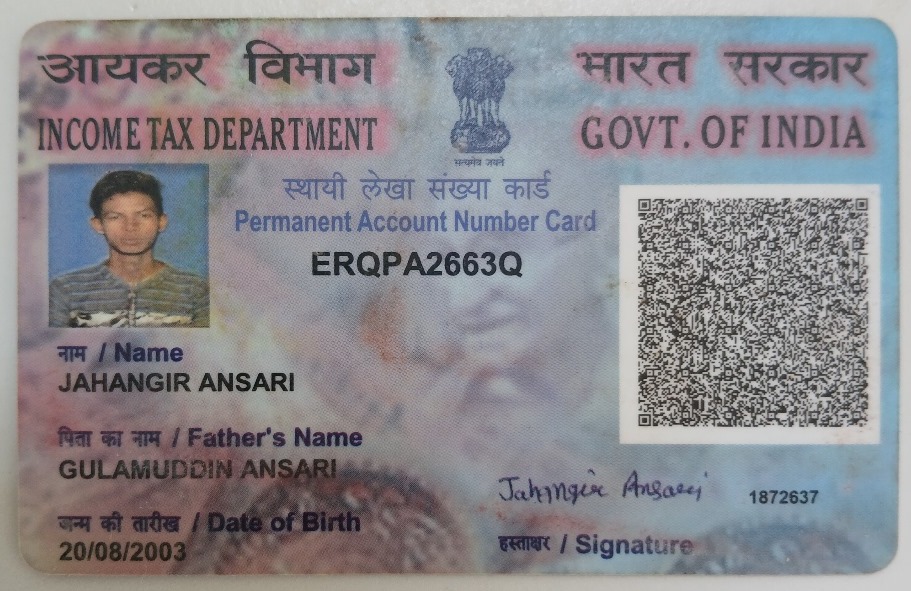 आयकर विभाग
INCOME TAX DEPARTMENT
सत्यमेव जयते
भारत सरकार
GOVT. OF INDIA
स्थायी लेखा संख्या कार्ड
Permanent Account Number Card
ERQPA2663Q
नाम / Name
JAHANGIR ANSARI
पिता का नाम / Father's Name
GULAMUDDIN ANSARI
जन्म की तारीख / Date of Birth
20/08/2003
Jahangir Ansari
1872637
हस्ताक्षर / Signature